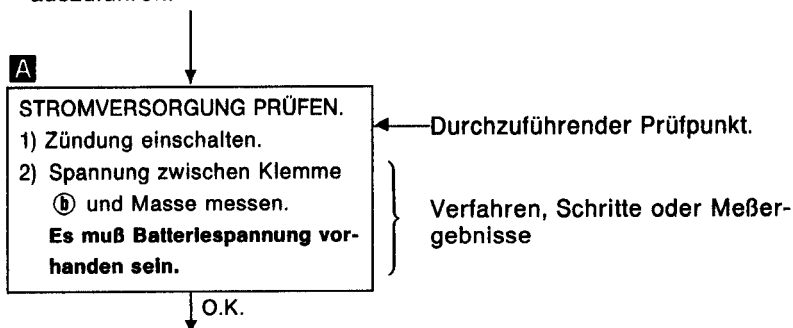 A
STROMVERSORGUNG PRÜFEN.
1) Zündung einschalten.
2) Spannung zwischen Klemme
ⓑ und Masse messen.
Es muß Batteriespannung vor-
handen sein.
Durchzuführender Prüfpunkt.
Verfahren, Schritte oder Meßer-
gebnisse
O.K.